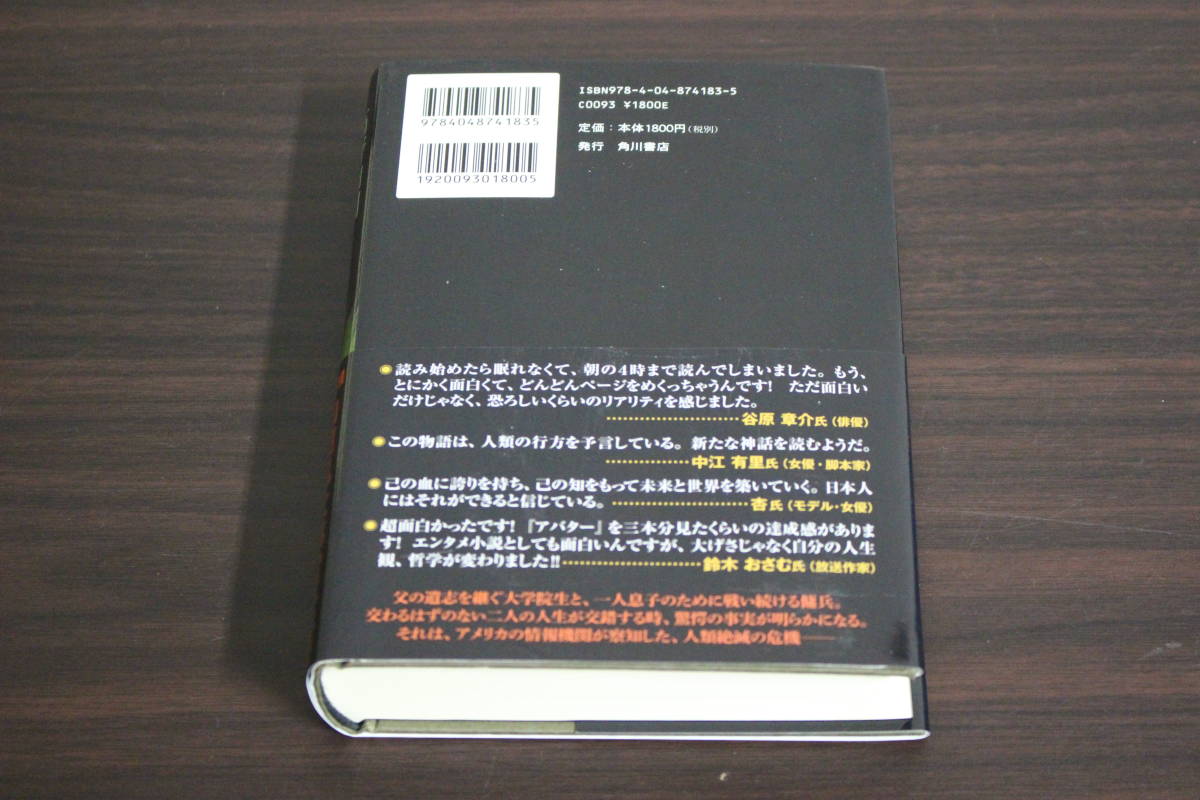 9784048741835
1920093018005
ISBN978-4-04-874183-5
C0093 ¥1800E
定価：本体1800円（税別）
発行 角川書店
●読み始めたら眠れなくて、朝の4時まで読んでしまいました。もう、
とにかく面白くて、どんどんページをめくっちゃうんです！ ただ面白い
だけじゃなく、恐ろしいくらいのリアリティを感じました。
……………………谷原 章介氏（俳優）
●この物語は、人類の行方を予言している。新たな神話を読むようだ。
……………中江 有里氏（女優・脚本家）
●己の血に誇りを持ち、己の知をもって未来と世界を築いていく。日本人
にはそれができると信じている。……………………杏氏（モデル・女優）
●超面白かったです！『アバター』を三本分見たくらいの達成感がありま
す！ エンタメ小説としても面白いんですが、大げさじゃなく自分の人生
観、哲学が変わりました!!……………………鈴木 おさむ氏（放送作家）
父の遺志を継ぐ大学院生と、一人息子のために戦い続ける傭兵。
交わるはずのない二人の人生が交錯する時、驚愕の事実が明らかになる。
それは、アメリカの情報機関が察知した、人類絶滅の危機――